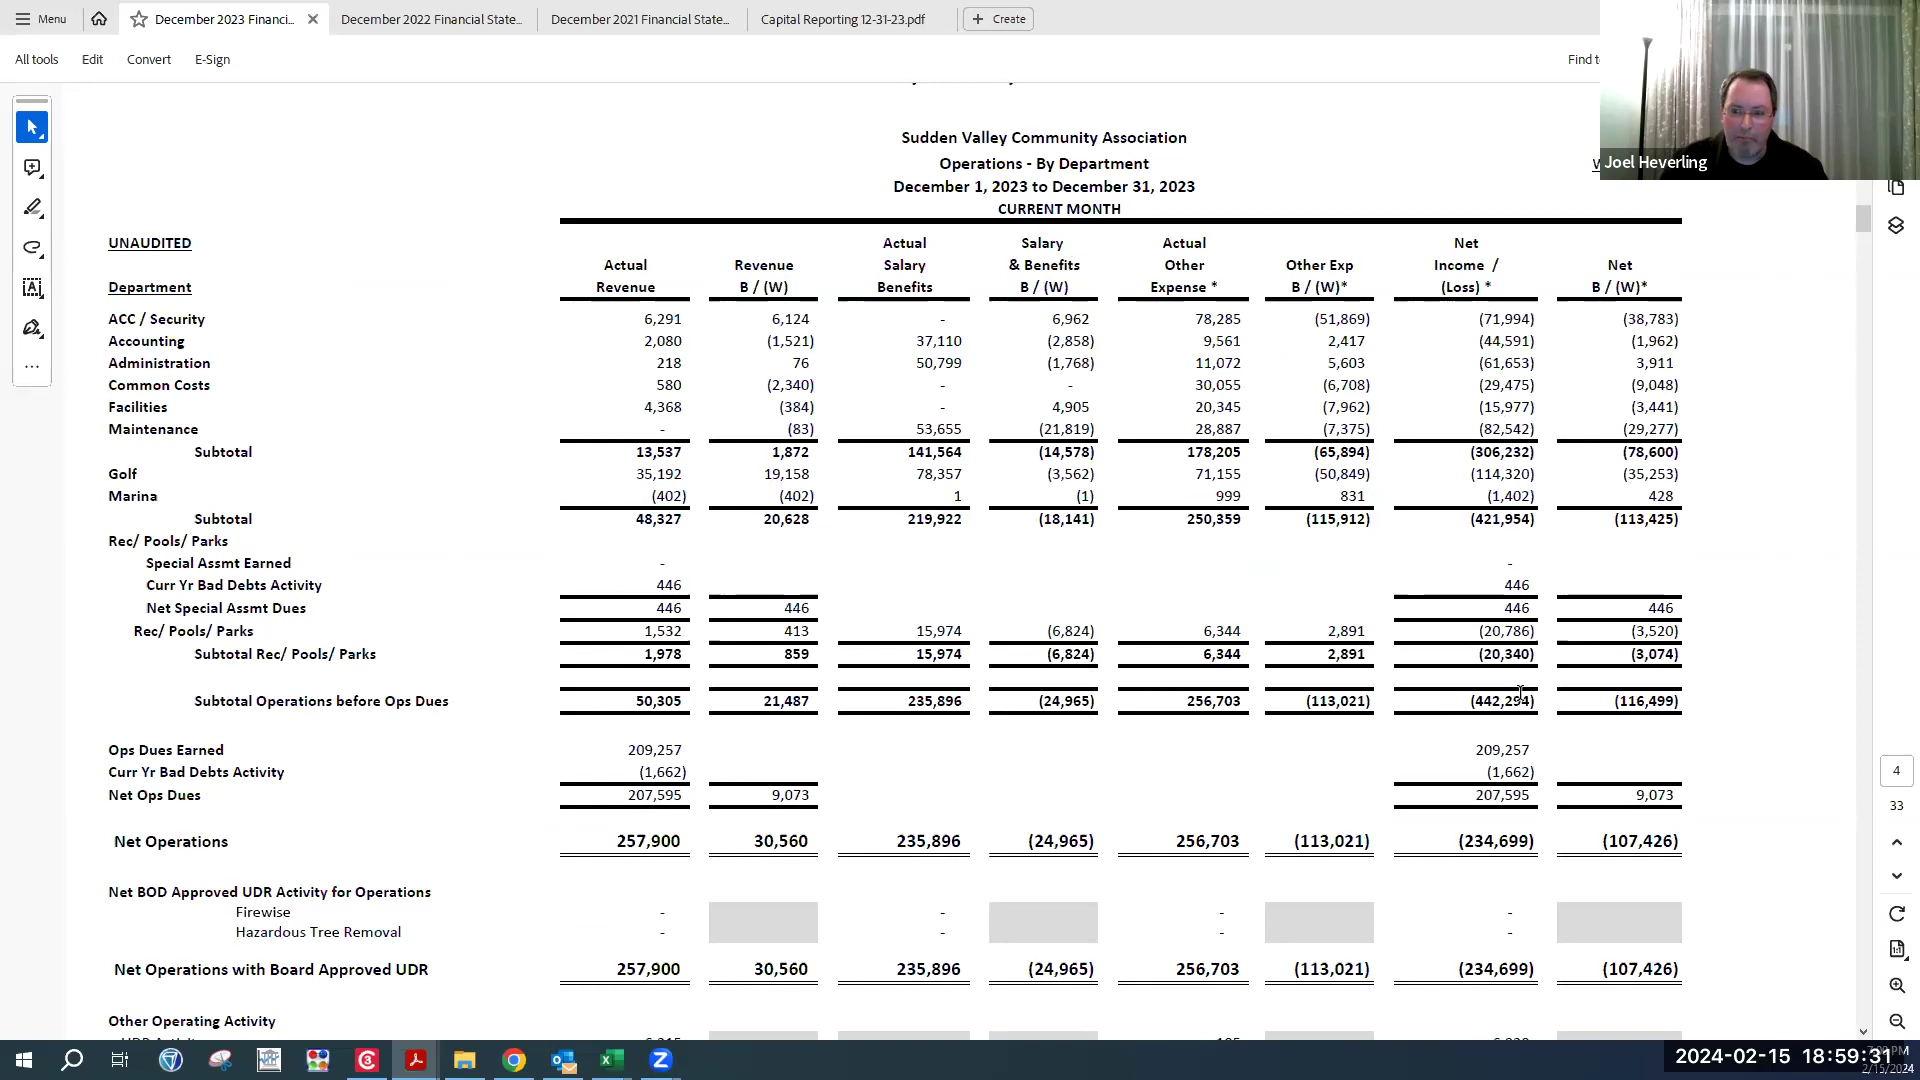 Menu
December 2023 Financi...
December 2022 Financial State...
December 2021 Financial State...
Capital Reporting 12-31-23.pdf
Create
All tools
Edit
Convert
E-Sign
Joel Heverling
Sudden Valley Community Association
Operations - By Department
December 1, 2023 to December 31, 2023
CURRENT MONTH
UNAUDITED
Actual Salary Actual Net
Actual Revenue Salary & Benefits Other Other Exp Income / Net
Department Revenue B / (W) Benefits B / (W) Expense * B / (W)* (Loss) * B / (W)*
ACC / Security 6,291 6,124 - 6,962 78,285 (51,869) (71,994) (38,783)
Accounting 2,080 (1,521) 37,110 (2,858) 9,561 2,417 (44,591) (1,962)
Administration 218 76 50,799 (1,768) 11,072 5,603 (61,653) 3,911
Common Costs 580 (2,340) - - 30,055 (6,708) (29,475) (9,048)
Facilities 4,368 (384) - 4,905 20,345 (7,962) (15,977) (3,441)
Maintenance - (83) 53,655 (21,819) 28,887 (7,375) (82,542) (29,277)
Subtotal 13,537 1,872 141,564 (14,578) 178,205 (65,894) (306,232) (78,600)
Golf 35,192 19,158 78,357 (3,562) 71,155 (50,849) (114,320) (35,253)
Marina (402) (402) 1 (1) 999 831 (1,402) 428
Subtotal 48,327 20,628 219,922 (18,141) 250,359 (115,912) (421,954) (113,425)
Rec/ Pools/ Parks
Special Assmt Earned - -
Curr Yr Bad Debts Activity 446 446
Net Special Assmt Dues 446 446 446 446
Rec/ Pools/ Parks 1,532 413 15,974 (6,824) 6,344 2,891 (20,786) (3,520)
Subtotal Rec/ Pools/ Parks 1,978 859 15,974 (6,824) 6,344 2,891 (20,340) (3,074)
Subtotal Operations before Ops Dues 50,305 21,487 235,896 (24,965) 256,703 (113,021) (442,294) (116,499)
Ops Dues Earned 209,257 209,257
Curr Yr Bad Debts Activity (1,662) (1,662)
Net Ops Dues 207,595 9,073 207,595 9,073
Net Operations 257,900 30,560 235,896 (24,965) 256,703 (113,021) (234,699) (107,426)
Net BOD Approved UDR Activity for Operations
Firewise - - - -
Hazardous Tree Removal - - - -
Net Operations with Board Approved UDR 257,900 30,560 235,896 (24,965) 256,703 (113,021) (234,699) (107,426)
Other Operating Activity
4
33
2024-02-15 18:59:31
2/15/2024